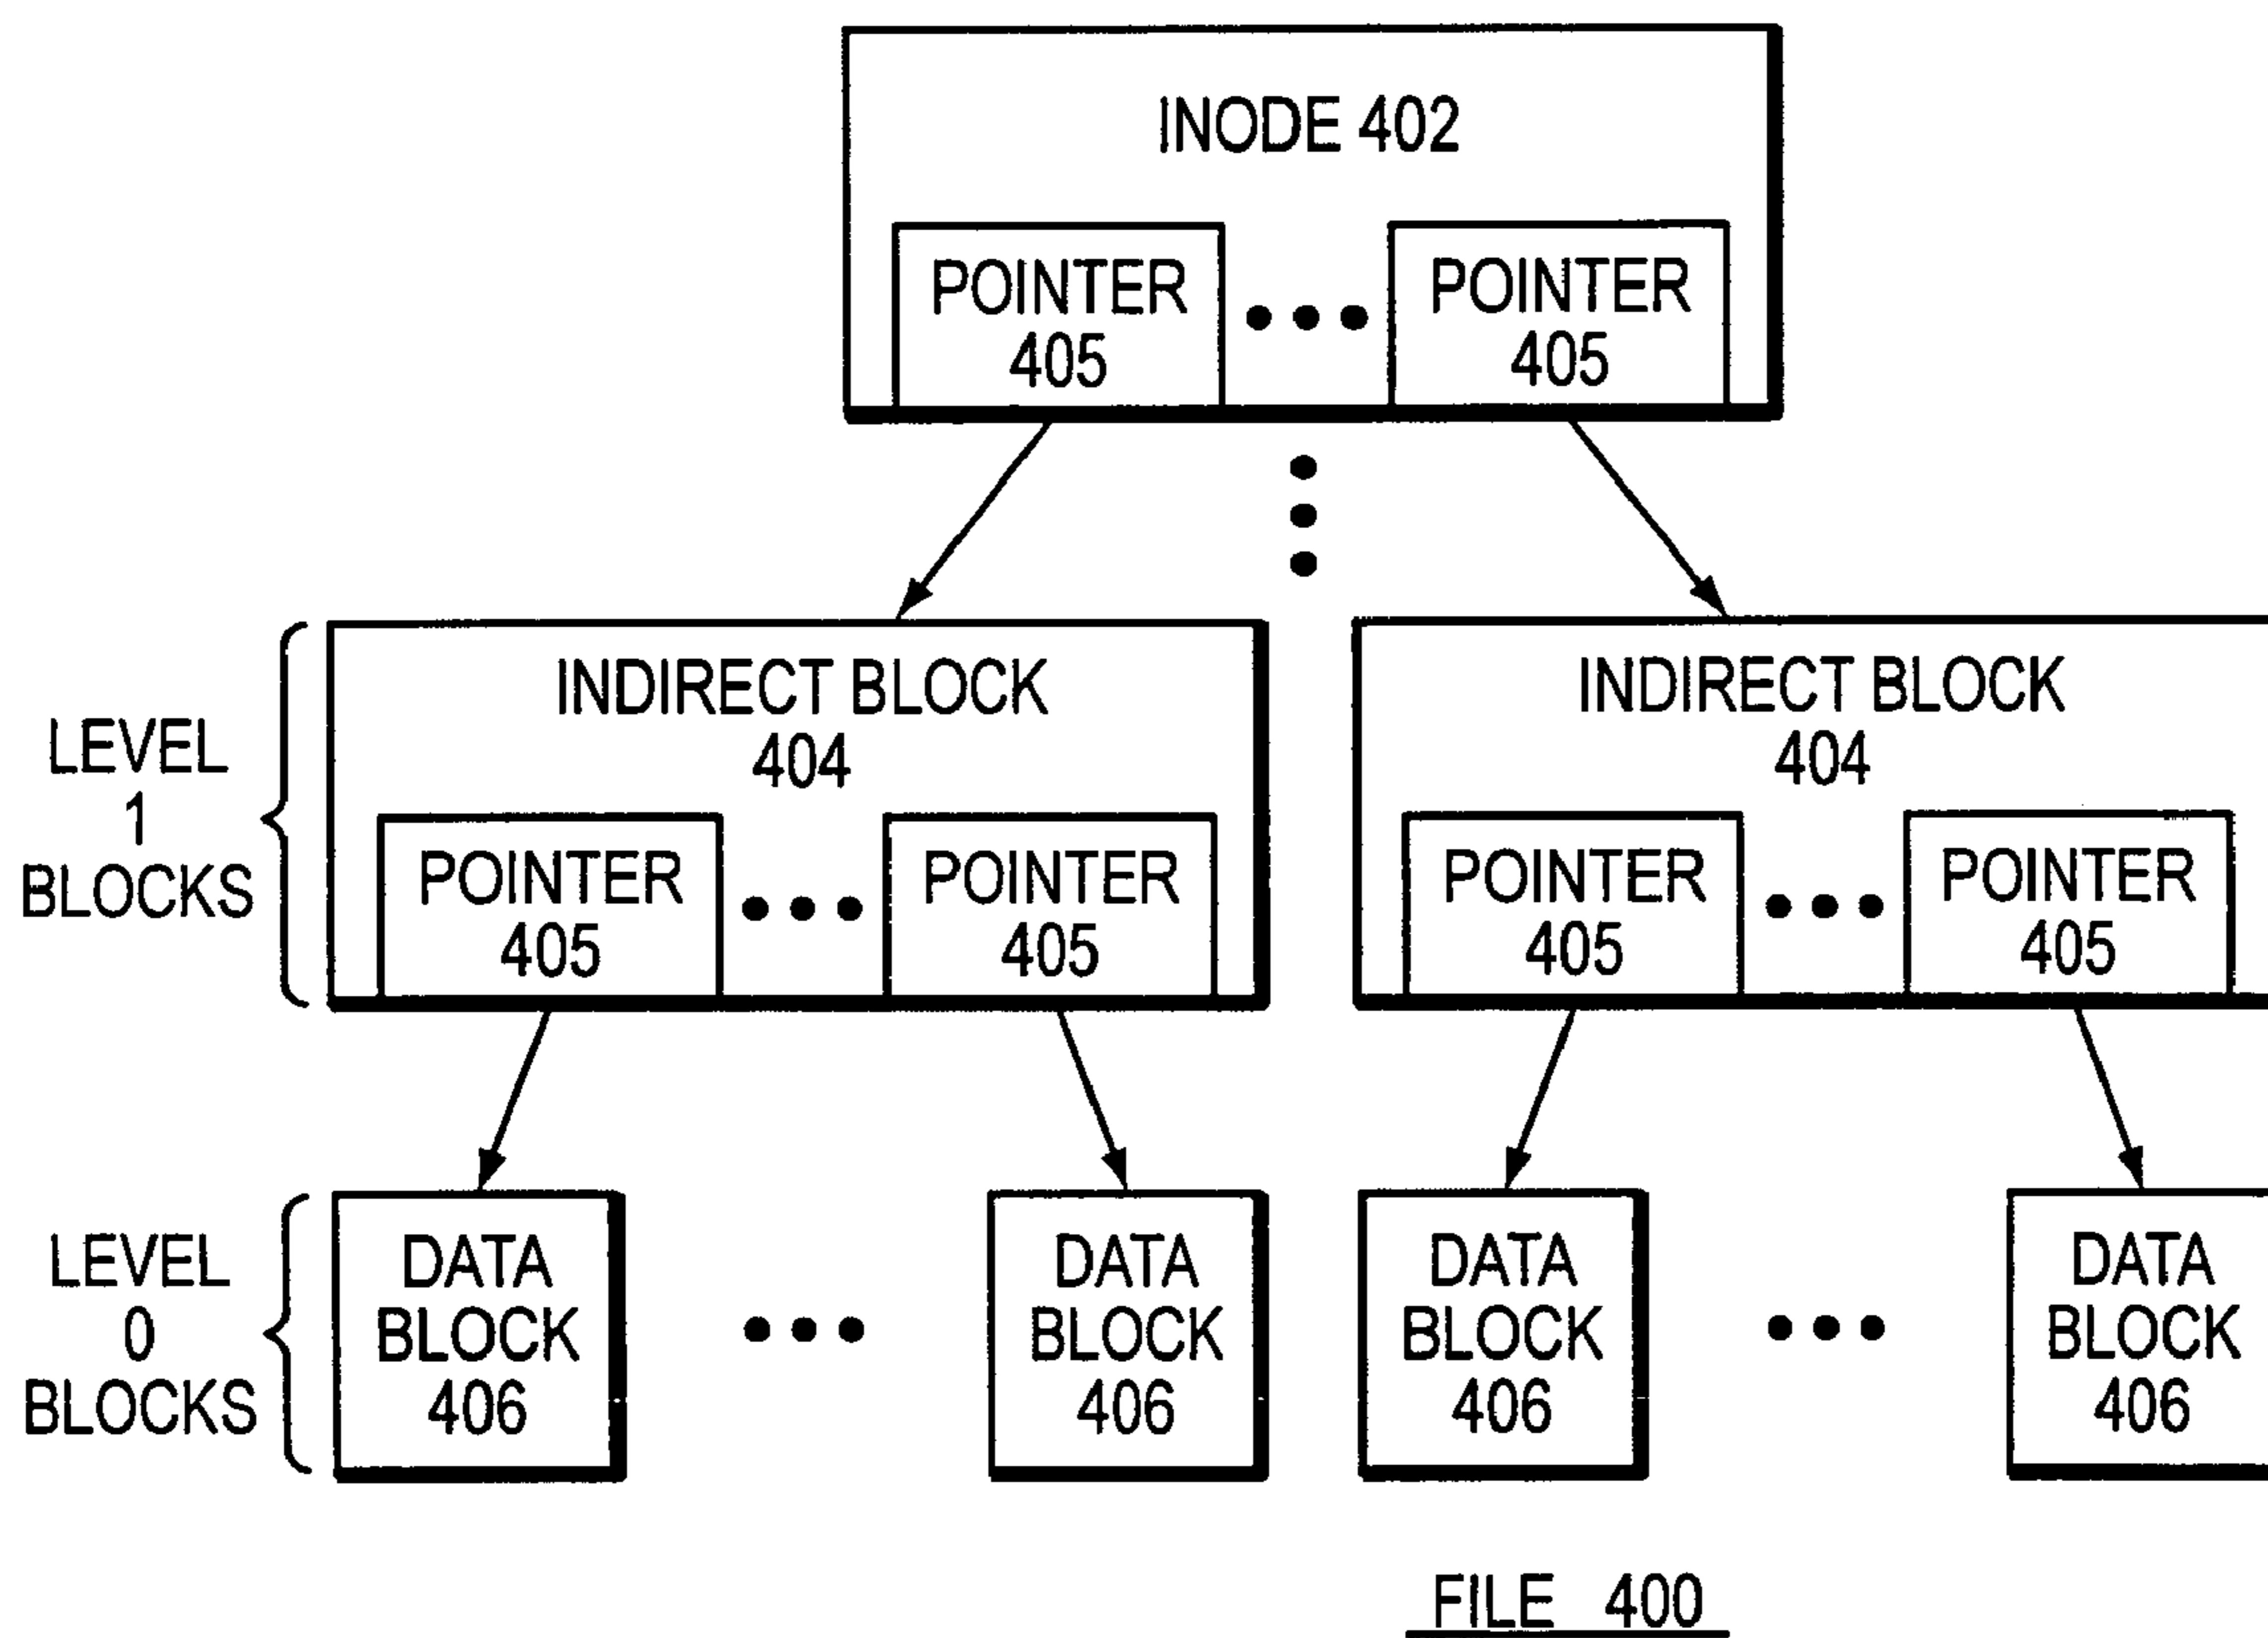 INODE 402
POINTER
405
POINTER
405
LEVEL
1
BLOCKS
INDIRECT BLOCK
404
POINTER
405
POINTER
405
INDIRECT BLOCK
404
POINTER
405
POINTER
405
LEVEL
0
BLOCKS
DATA
BLOCK
406
DATA
BLOCK
406
DATA
BLOCK
406
DATA
BLOCK
406
FILE 400